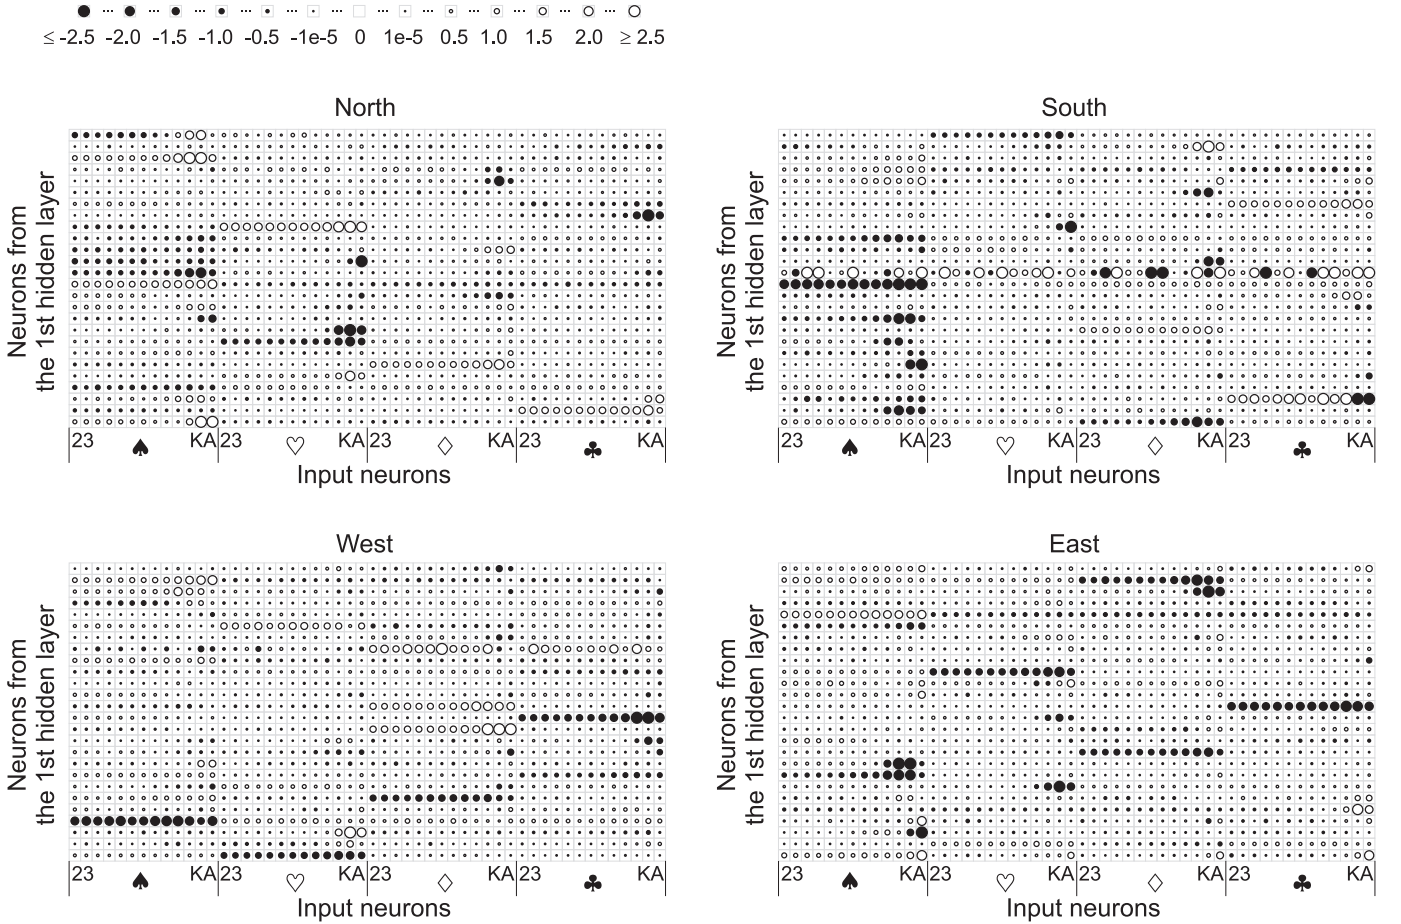 ≤ -2.5 -2.0 -1.5 -1.0 -0.5 -1e-5 0 1e-5 0.5 1.0 1.5 2.0 ≥ 2.5
North
Neurons from
the 1st hidden layer
23 ♠ KA 23 ♡ KA 23 ♢ KA 23 ♣ KA
Input neurons
South
Neurons from
the 1st hidden layer
23 ♠ KA 23 ♡ KA 23 ♢ KA 23 ♣ KA
Input neurons
West
Neurons from
the 1st hidden layer
23 ♠ KA 23 ♡ KA 23 ♢ KA 23 ♣ KA
Input neurons
East
Neurons from
the 1st hidden layer
23 ♠ KA 23 ♡ KA 23 ♢ KA 23 ♣ KA
Input neurons